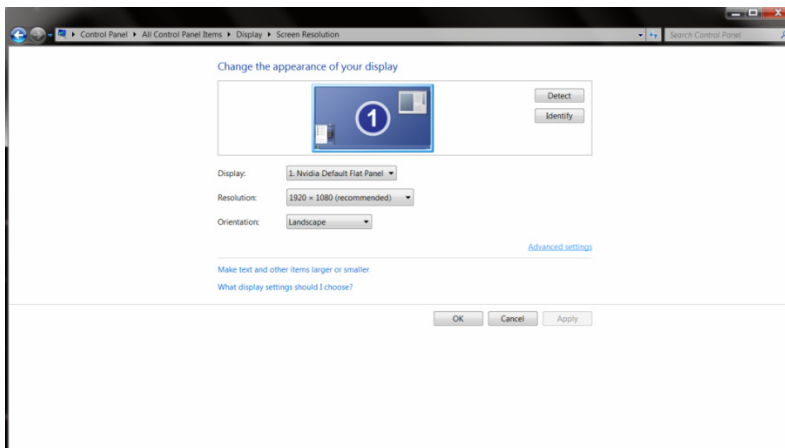 Control Panel ▸ All Control Panel Items ▸ Display ▸ Screen Resolution
Search Control Panel
Change the appearance of your display
1
Detect
Identify
Display: 1. Nvidia Default Flat Panel
Resolution: 1920 × 1080 (recommended)
Orientation: Landscape
Advanced settings
Make text and other items larger or smaller
What display settings should I choose?
OK Cancel Apply